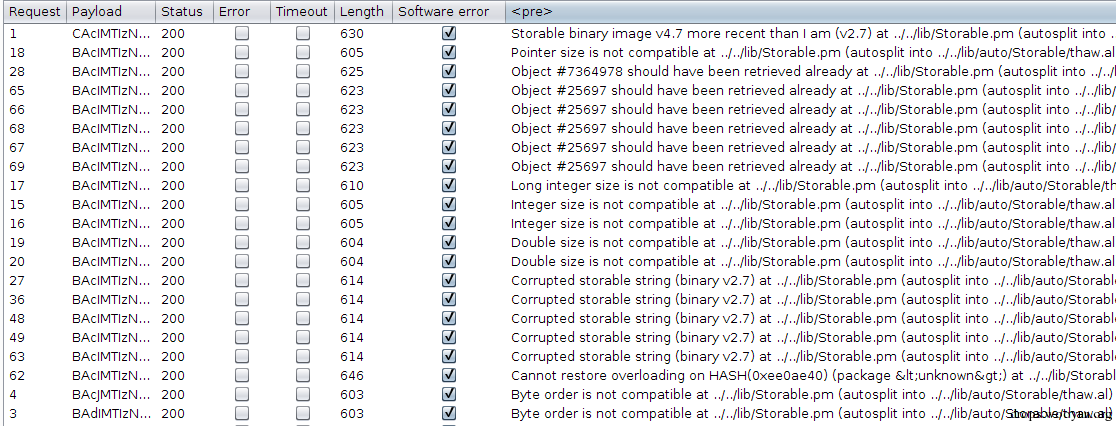 Request Payload Status Error Timeout Length Software error <pre>
1 CAcIMTIzN... 200 630 Storable binary image v4.7 more recent than I am (v2.7) at ../../lib/Storable.pm (autosplit into ..
18 BAcIMTIzN... 200 605 Pointer size is not compatible at ../../lib/Storable.pm (autosplit into ../../lib/auto/Storable/thaw.
28 BAcIMTIzN... 200 625 Object #7364978 should have been retrieved already at ../../lib/Storable.pm (autosplit into ..
65 BAcIMTIzN... 200 623 Object #25697 should have been retrieved already at ../../lib/Storable.pm (autosplit into ../
66 BAcIMTIzN... 200 623 Object #25697 should have been retrieved already at ../../lib/Storable.pm (autosplit into ../
68 BAcIMTIzN... 200 623 Object #25697 should have been retrieved already at ../../lib/Storable.pm (autosplit into ../
67 BAcIMTIzN... 200 623 Object #25697 should have been retrieved already at ../../lib/Storable.pm (autosplit into ../
69 BAcIMTIzN... 200 623 Object #25697 should have been retrieved already at ../../lib/Storable.pm (autosplit into ../
17 BAcIMTIzN... 200 610 Long integer size is not compatible at ../../lib/Storable.pm (autosplit into ../../lib/auto/Storable/t
15 BAcIMTIzN... 200 605 Integer size is not compatible at ../../lib/Storable.pm (autosplit into ../../lib/auto/Storable/thaw.al
16 BAcIMTIzN... 200 605 Integer size is not compatible at ../../lib/Storable.pm (autosplit into ../../lib/auto/Storable/thaw.al
19 BAcIMTIzN... 200 604 Double size is not compatible at ../../lib/Storable.pm (autosplit into ../../lib/auto/Storable/thaw.al
20 BAcIMTIzN... 200 604 Double size is not compatible at ../../lib/Storable.pm (autosplit into ../../lib/auto/Storable/thaw.al
27 BAcIMTIzN... 200 614 Corrupted storable string (binary v2.7) at ../../lib/Storable.pm (autosplit into ../../lib/auto/Storabl
36 BAcIMTIzN... 200 614 Corrupted storable string (binary v2.7) at ../../lib/Storable.pm (autosplit into ../../lib/auto/Storabl
48 BAcIMTIzN... 200 614 Corrupted storable string (binary v2.7) at ../../lib/Storable.pm (autosplit into ../../lib/auto/Storabl
49 BAcIMTIzN... 200 614 Corrupted storable string (binary v2.7) at ../../lib/Storable.pm (autosplit into ../../lib/auto/Storabl
63 BAcIMTIzN... 200 614 Corrupted storable string (binary v2.7) at ../../lib/Storable.pm (autosplit into ../../lib/auto/Storabl
62 BAcIMTIzN... 200 646 Cannot restore overloading on HASH(0xee0ae40) (package &lt;unknown&gt;) at ../../lib/Storabl
4 BAcJMTIzN... 200 603 Byte order is not compatible at ../../lib/Storable.pm (autosplit into ../../lib/auto/Storable/thaw.al)
3 BAdIMTIzN... 200 603 Byte order is not compatible at ../../lib/Storable.pm (autosplit into ../../lib/auto/Storable/thaw.al)